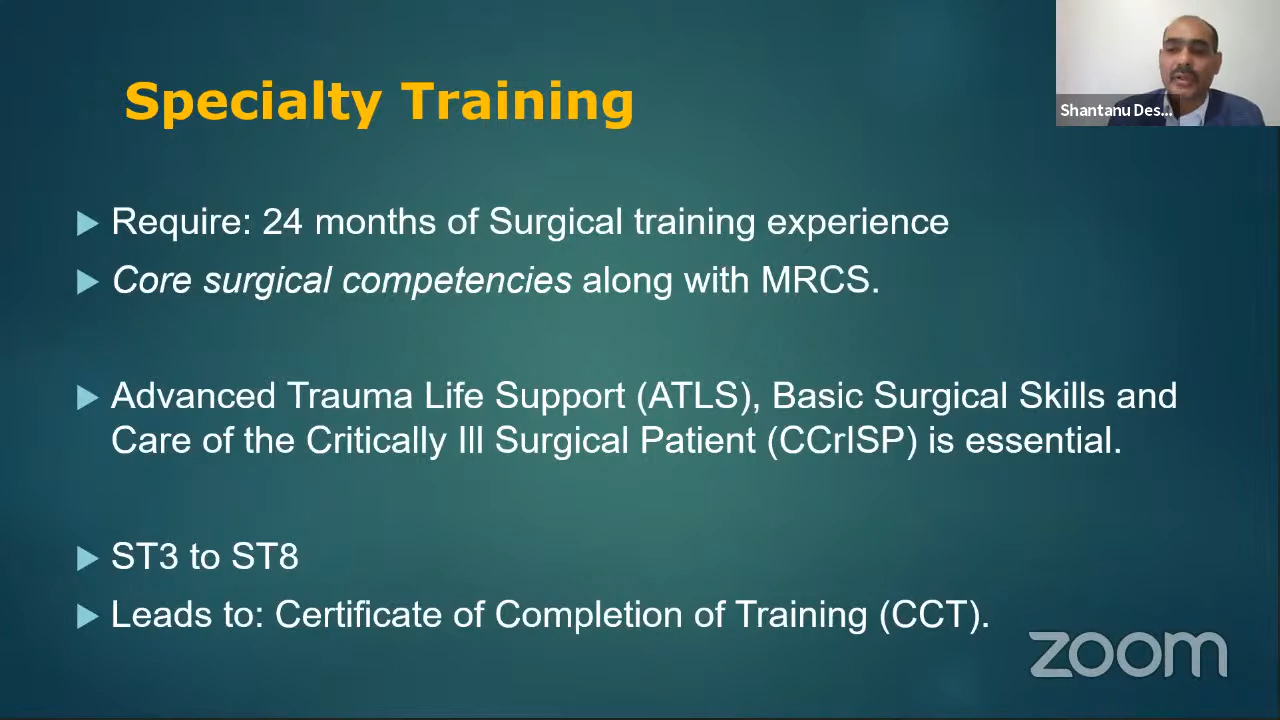 Specialty Training
Shantanu Des...
Require: 24 months of Surgical training experience
Core surgical competencies along with MRCS.
Advanced Trauma Life Support (ATLS), Basic Surgical Skills and
Care of the Critically Ill Surgical Patient (CCrISP) is essential.
ST3 to ST8
Leads to: Certificate of Completion of Training (CCT).
zoom